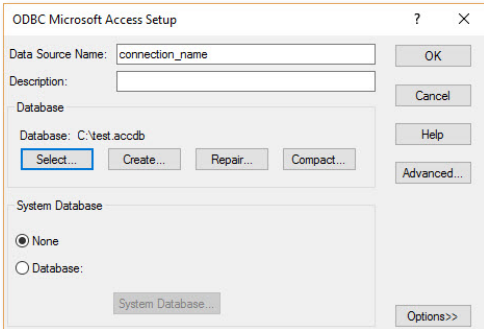 ODBC Microsoft Access Setup ? X
Data Source Name: connection_name OK
Description:
Cancel
Database
Database: C:\test.accdb Help
Select... Create... Repair... Compact... Advanced...
System Database
None
Database:
System Database...
Options>>